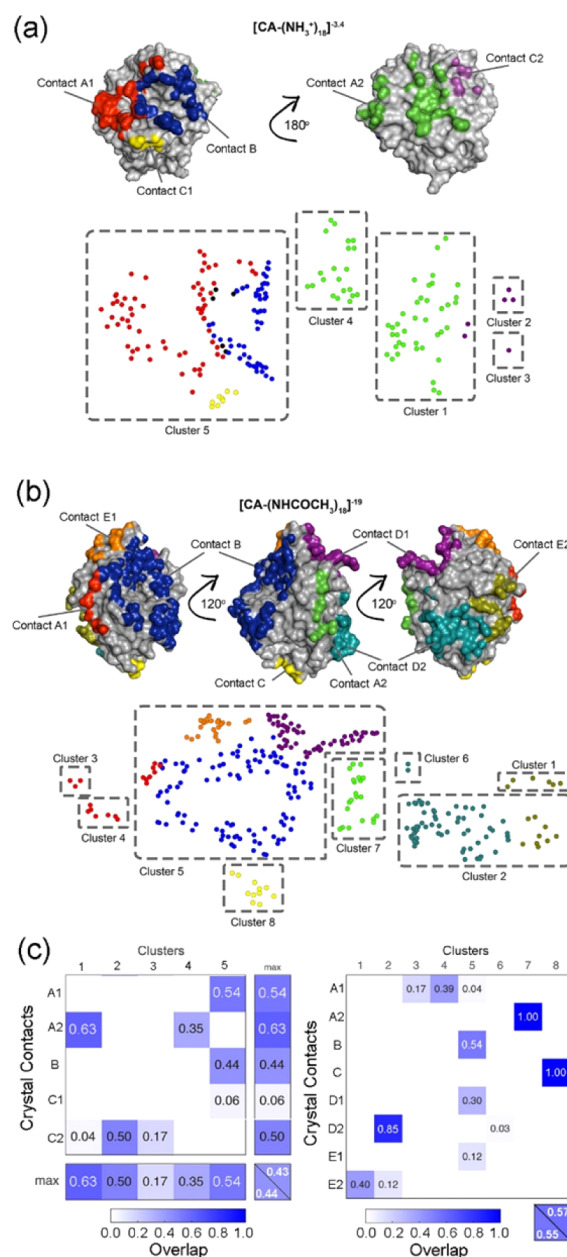 (a)
[CA-(NH₃⁺)₁₈]⁻³·⁴
Contact A1
Contact B
Contact C1
180°
Contact A2
Contact C2
Cluster 5
Cluster 4
Cluster 1
Cluster 2
Cluster 3
(b)
[CA-(NHCOCH₃)₁₈]⁻¹⁹
Contact E1
Contact B
Contact D1
Contact E2
Contact A1
120°
120°
Contact C
Contact D2
Contact A2
Cluster 3
Cluster 4
Cluster 5
Cluster 8
Cluster 7
Cluster 6
Cluster 1
Cluster 2
(c)
Clusters
1 2 3 4 5 max
Crystal Contacts
A1 0.54 0.54
A2 0.63 0.35 0.63
B 0.44 0.44
C1 0.06 0.06
C2 0.04 0.50 0.17 0.50
max 0.63 0.50 0.17 0.35 0.54 0.43 0.44
0.0 0.2 0.4 0.6 0.8 1.0
Overlap
Clusters
1 2 3 4 5 6 7 8
Crystal Contacts
A1 0.17 0.39 0.04
A2 1.00
B 0.54
C 1.00
D1 0.30
D2 0.85 0.03
E1 0.12
E2 0.40 0.12
0.57 0.55
0.0 0.2 0.4 0.6 0.8 1.0
Overlap